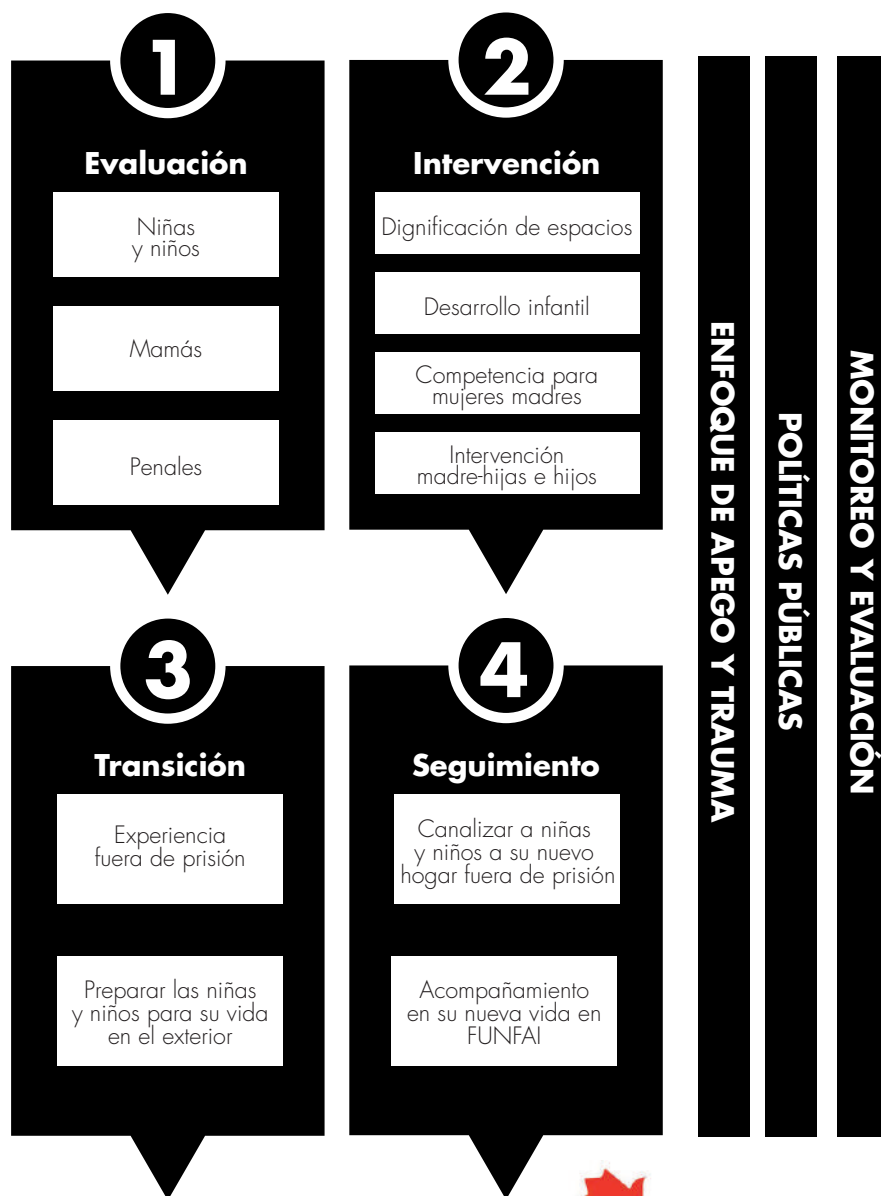 1
Evaluación
Niñas
y niños
Mamás
Penales
2
Intervención
Dignificación de espacios
Desarrollo infantil
Competencia para
mujeres madres
Intervención
madre-hijas e hijos
3
Transición
Experiencia
fuera de prisión
Preparar las niñas
y niños para su vida
en el exterior
4
Seguimiento
Canalizar a niñas
y niños a su nuevo
hogar fuera de prisión
Acompañamiento
en su nueva vida en
FUNFAI
ENFOQUE DE APEGO Y TRAUMA
POLÍTICAS PÚBLICAS
MONITOREO Y EVALUACIÓN